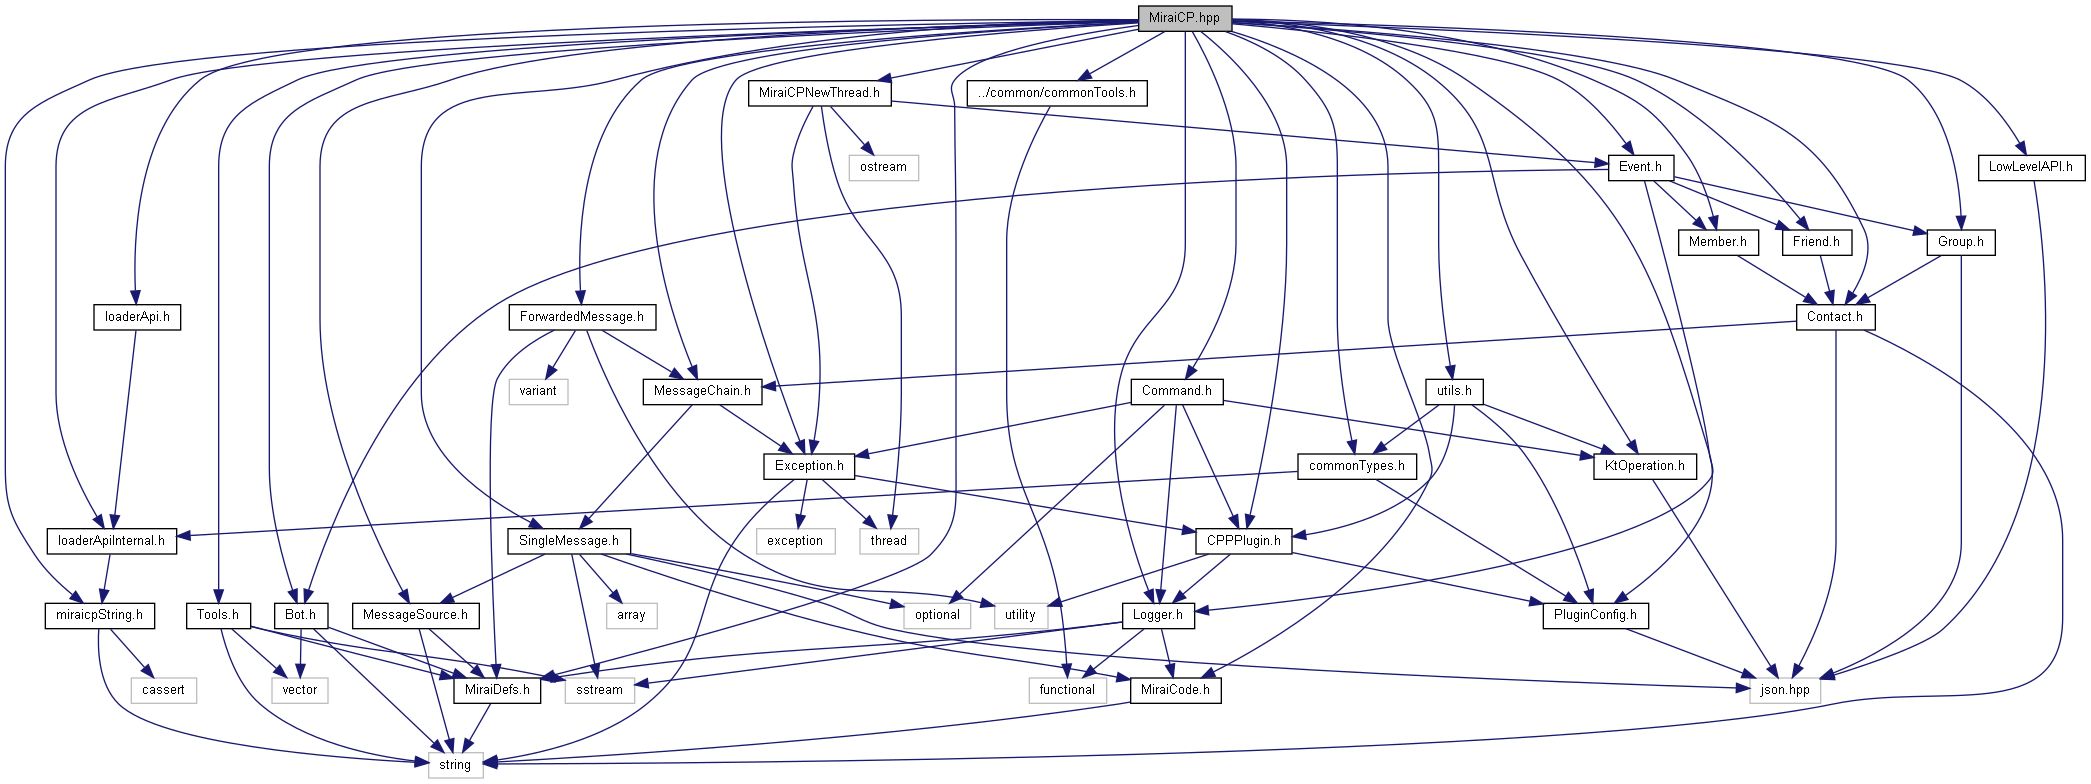 MiraiCP.hpp
MiraiCPNewThread.h
../common/commonTools.h
ostream
Event.h
LowLevelAPI.h
Member.h
Friend.h
Group.h
loaderApi.h
ForwardedMessage.h
Contact.h
variant
MessageChain.h
Command.h
utils.h
Exception.h
commonTypes.h
KtOperation.h
loaderApiInternal.h
SingleMessage.h
exception
thread
CPPPlugin.h
miraicpString.h
Tools.h
Bot.h
MessageSource.h
array
optional
utility
Logger.h
PluginConfig.h
cassert
vector
MiraiDefs.h
sstream
functional
MiraiCode.h
json.hpp
string